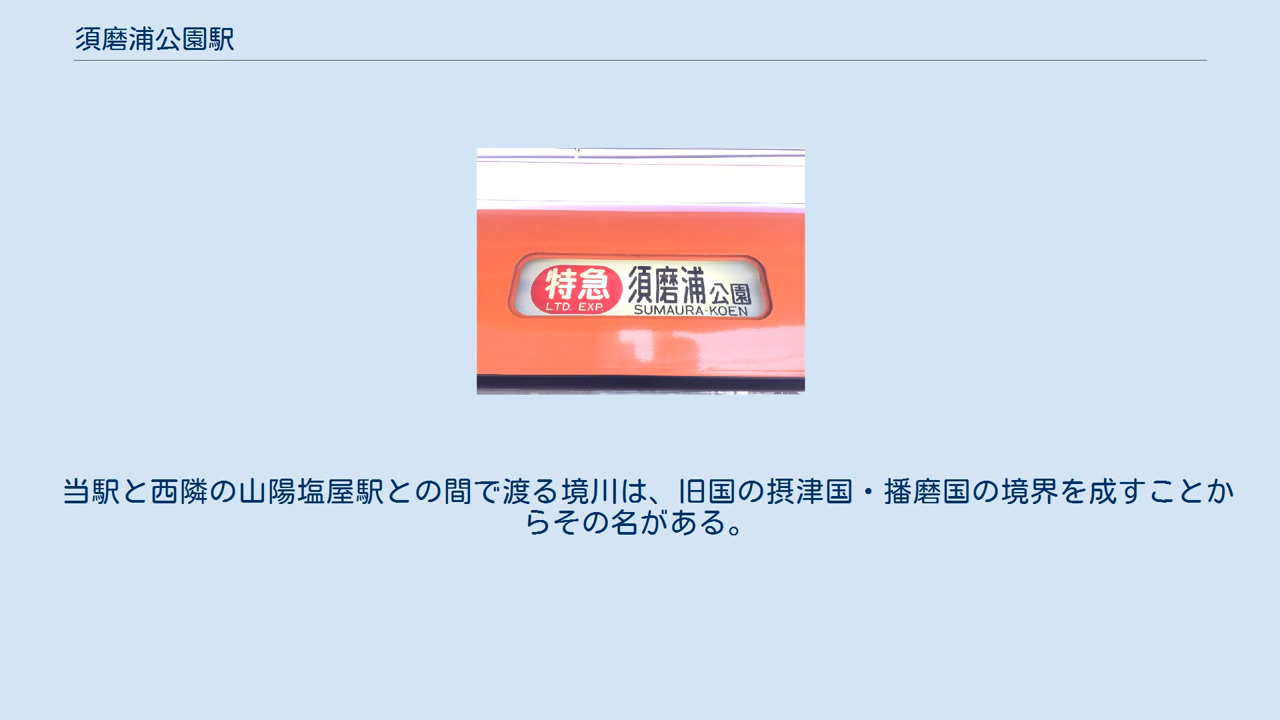 須磨浦公園駅
特急 須磨浦公園
LTD. EXP. SUMAURA-KOEN
当駅と西隣の山陽塩屋駅との間で渡る境川は、旧国の摂津国・播磨国の境界を成すことか
らその名がある。